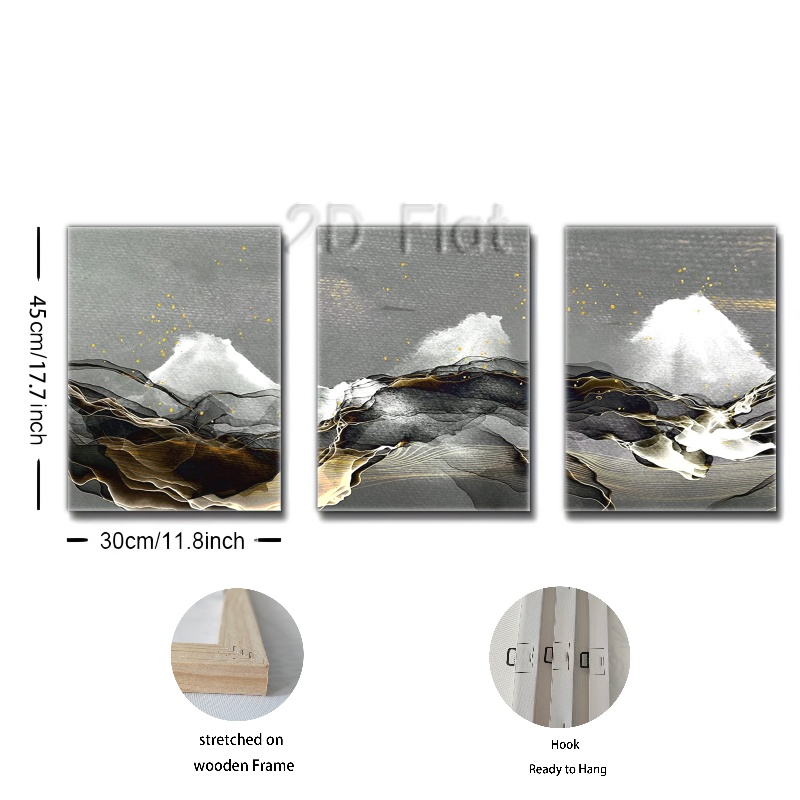 2D Flat
45cm/17.7inch
30cm/11.8inch
stretched on
wooden Frame
Hook
Ready to Hang